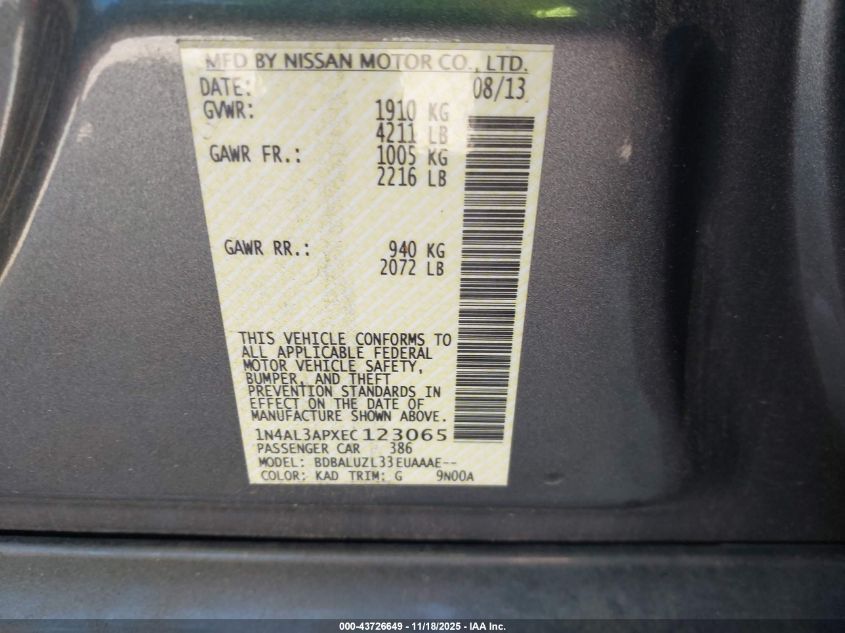 MFD BY NISSAN MOTOR CO., LTD.
DATE: 08/13
GVWR: 1910 KG
4211 LB
GAWR FR.: 1005 KG
2216 LB
GAWR RR.: 940 KG
2072 LB
THIS VEHICLE CONFORMS TO
ALL APPLICABLE FEDERAL
MOTOR VEHICLE SAFETY,
BUMPER, AND THEFT
PREVENTION STANDARDS IN
EFFECT ON THE DATE OF
MANUFACTURE SHOWN ABOVE.
1N4AL3APXEC123065
PASSENGER CAR 386
MODEL: BDBALUZL33EUAAAE--
COLOR: KAD TRIM: G 9N00A
000-43726649 — 11/18/2025 — IAA Inc.